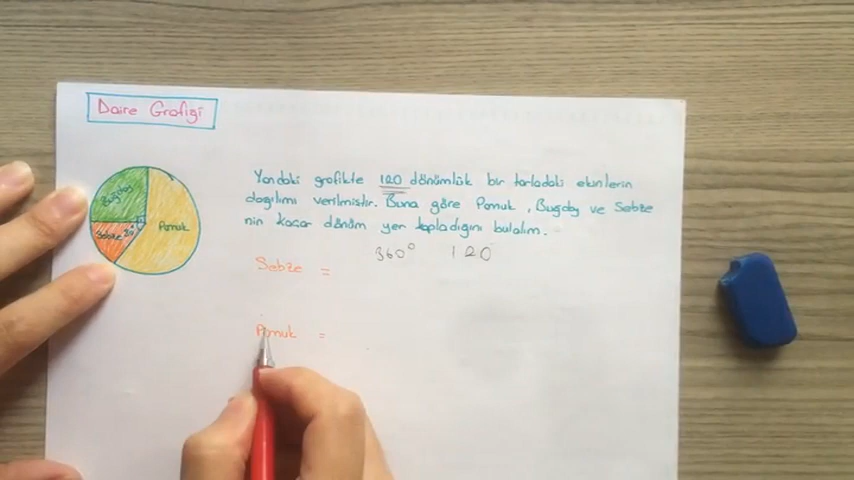 Daire Grafiği
Buğday
Pamuk
Sebze
Yandaki grafikte 120 dönümlük bir tarladaki ekinlerin
dağılımı verilmiştir. Buna göre Pamuk, Buğday ve Sebze
nin kaçar dönüm yer kapladığını bulalım.
360° 120
Sebze =
Pamuk =